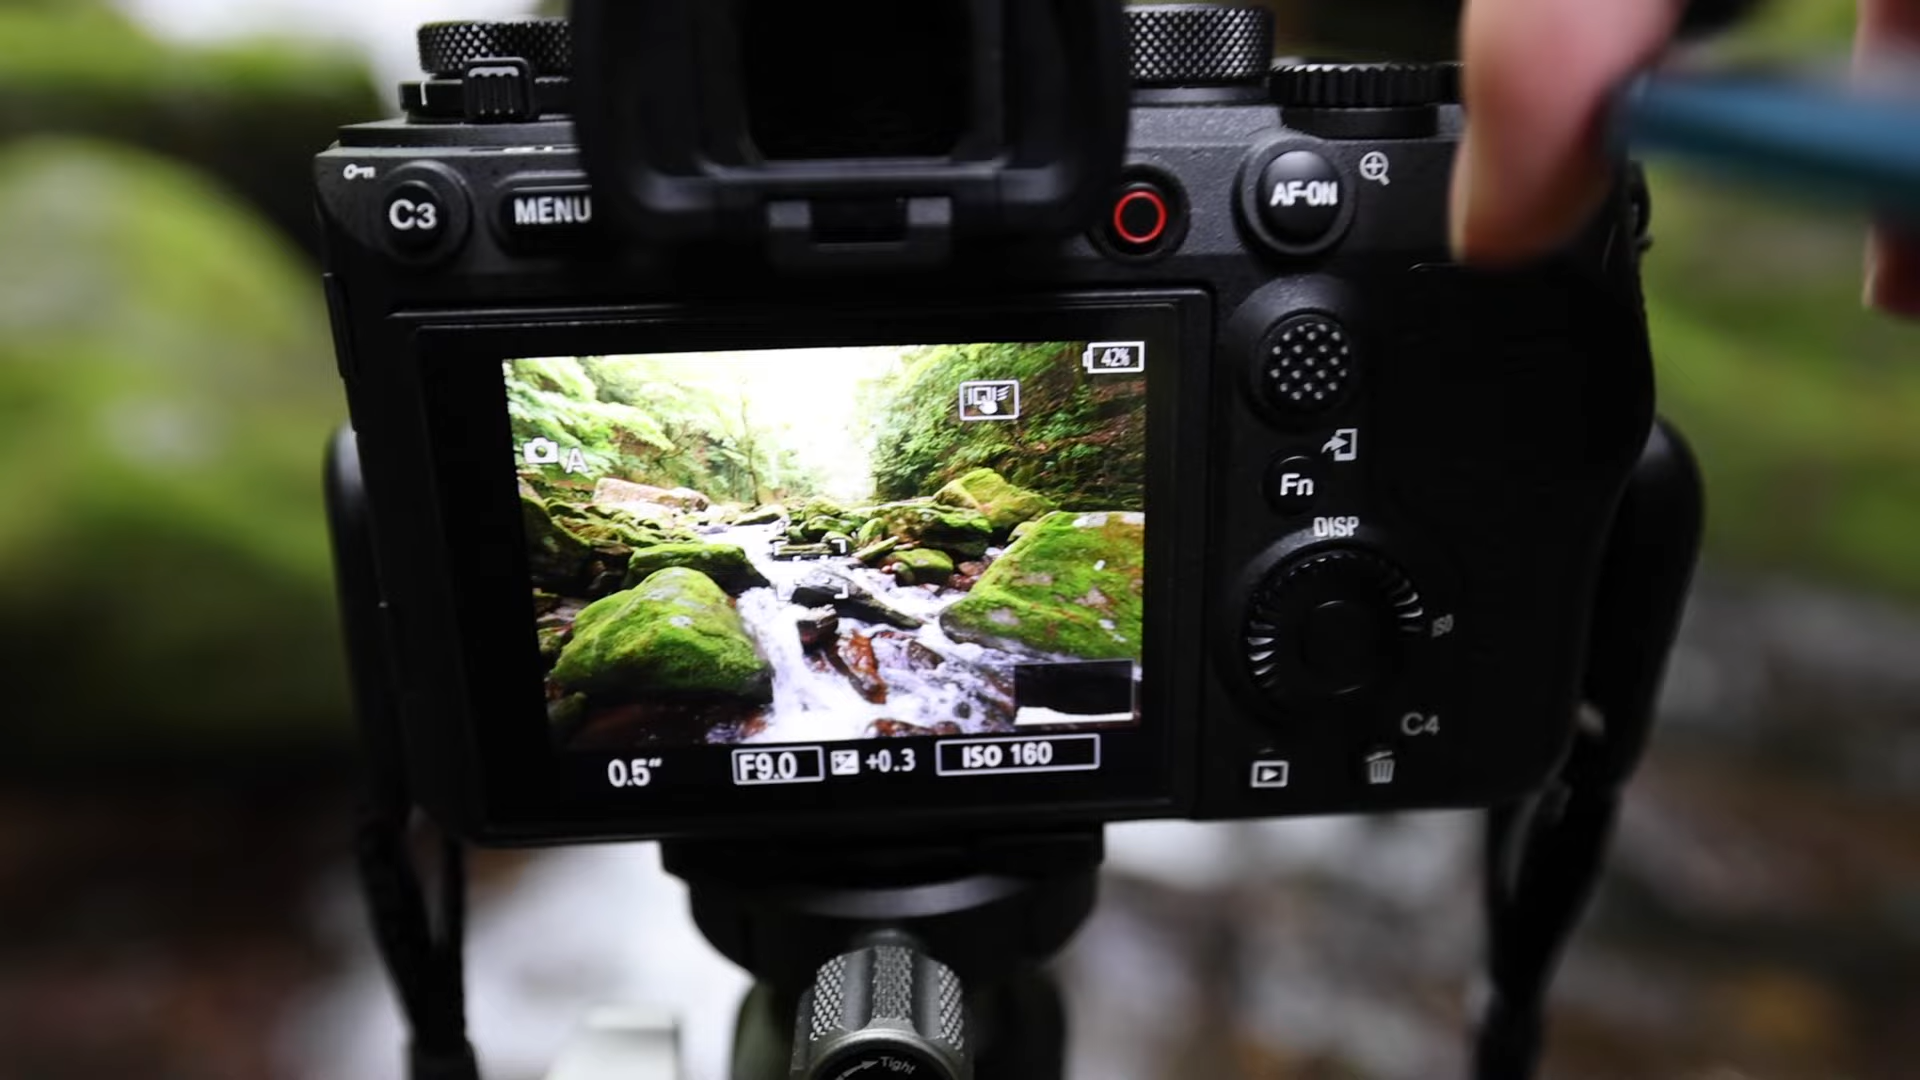 C3
MENU
AF-ON
42%
A
Fn
DISP
ISO
C4
0.5"
F9.0
+0.3
ISO 160
Tight